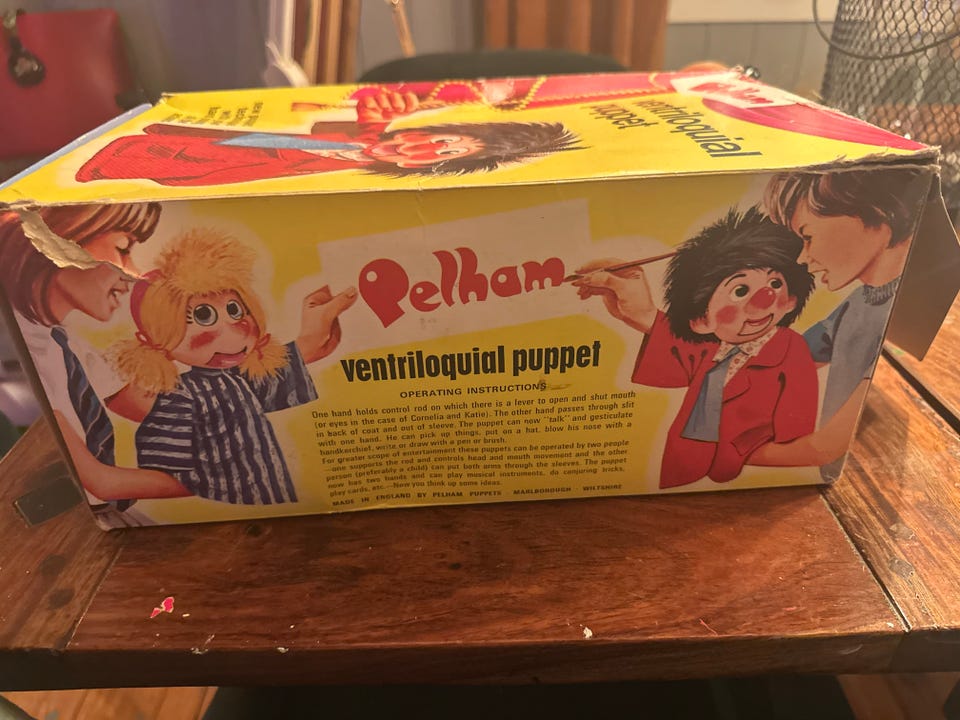 Pelham
ventriloquial
puppet
Pelham
ventriloquial puppet
OPERATING INSTRUCTIONS
One hand holds control rod on which there is a lever to open and shut mouth
(or eyes in the case of Cornelia and Katie). The other hand passes through slit
in back of coat and out of sleeve. The puppet can now "talk" and gesticulate
with one hand. He can pick up things, put on a hat, blow his nose with a
handkerchief, write or draw with a pen or brush.
For greater scope of entertainment these puppets can be operated by two people
—one supports the rod and controls head and mouth movement and the other
person (preferably a child) can put both arms through the sleeves. The puppet
now has two hands and can play musical instruments, do conjuring tricks,
play cards, etc.—Now you think up some ideas.
MADE IN ENGLAND BY PELHAM PUPPETS · MARLBOROUGH · WILTSHIRE